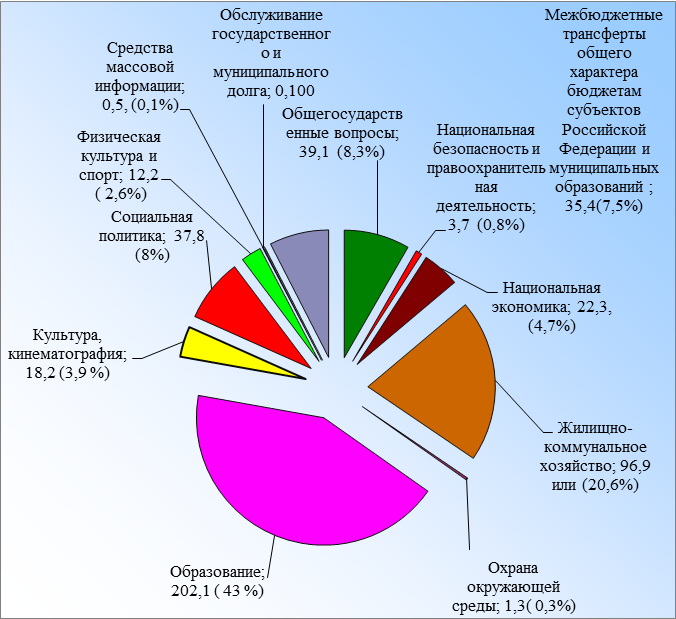 Обслуживание
государственног
о и
муниципального
долга; 0,100
Межбюджетные
трансферты
общего
характера
бюджетам
субъектов
Российской
Федерации и
муниципальных
образований ;
35,4(7,5%)
Средства
массовой
информации;
0,5, (0,1%)
Общегосударств
енные вопросы;
39,1 (8,3%)
Национальная
безопасность и
правоохранитель
ная
деятельность;
3,7 (0,8%)
Физическая
культура и
спорт; 12,2
( 2,6%)
Социальная
политика; 37,8
(8%)
Национальная
экономика; 22,3,
(4,7%)
Культура,
кинематография;
18,2 (3,9 %)
Жилищно-
коммунальное
хозяйство; 96,9
или (20,6%)
Образование;
202,1 ( 43 %)
Охрана
окружающей
среды; 1,3( 0,3%)